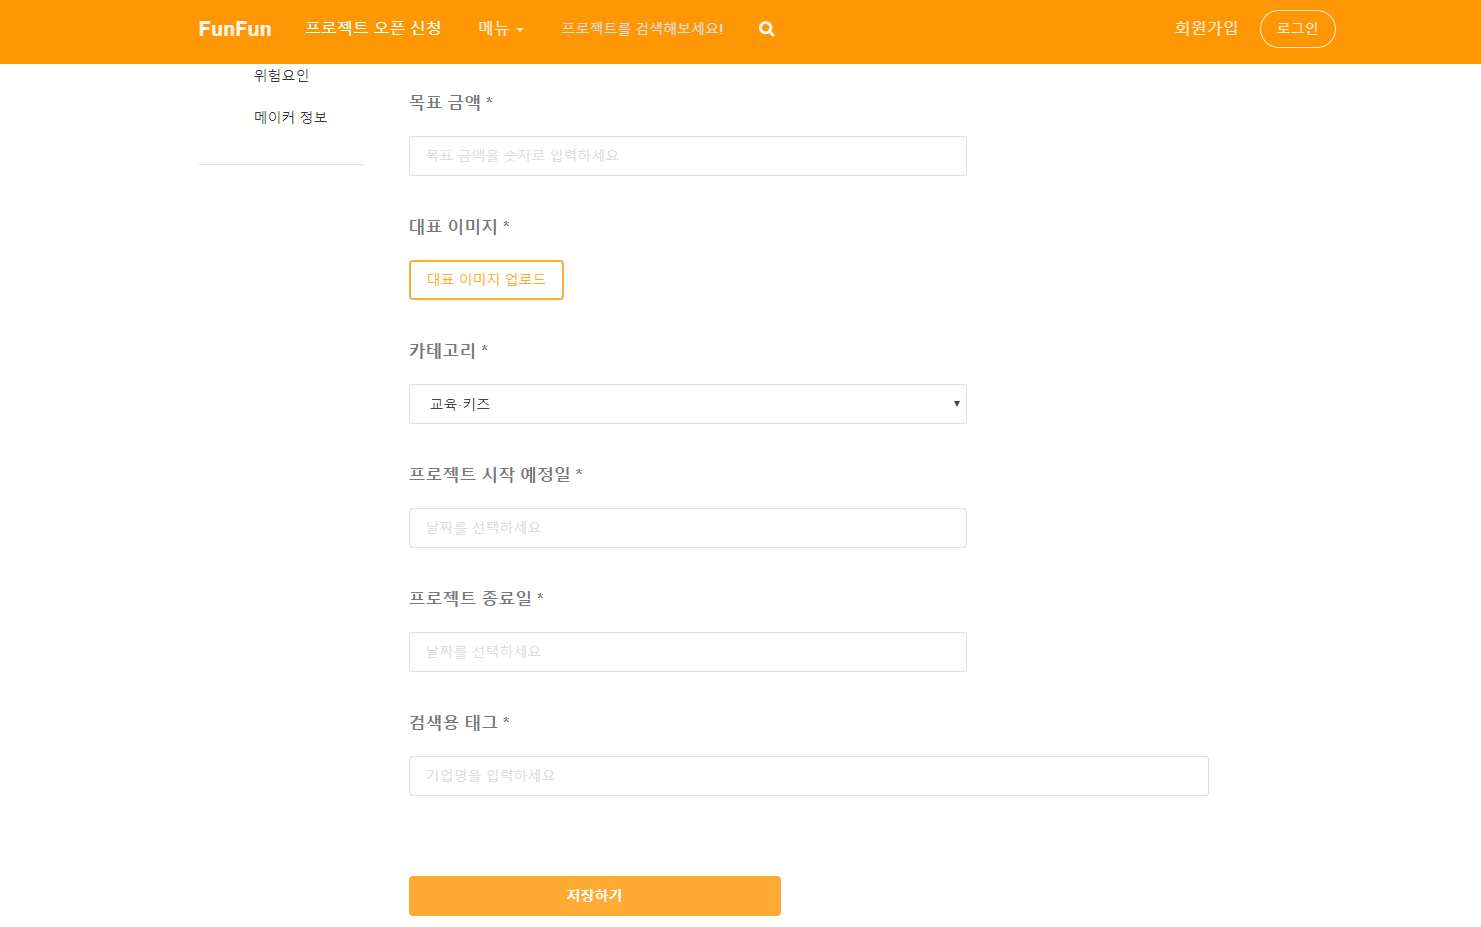 FunFun 프로젝트 오픈 신청 메뉴 프로젝트를 검색해보세요! 회원가입 로그인
위험요인
메이커 정보
목표 금액 *
목표 금액을 숫자로 입력하세요
대표 이미지 *
대표 이미지 업로드
카테고리 *
교육·키즈
프로젝트 시작 예정일 *
날짜를 선택하세요
프로젝트 종료일 *
날짜를 선택하세요
검색용 태그 *
기업명을 입력하세요
저장하기